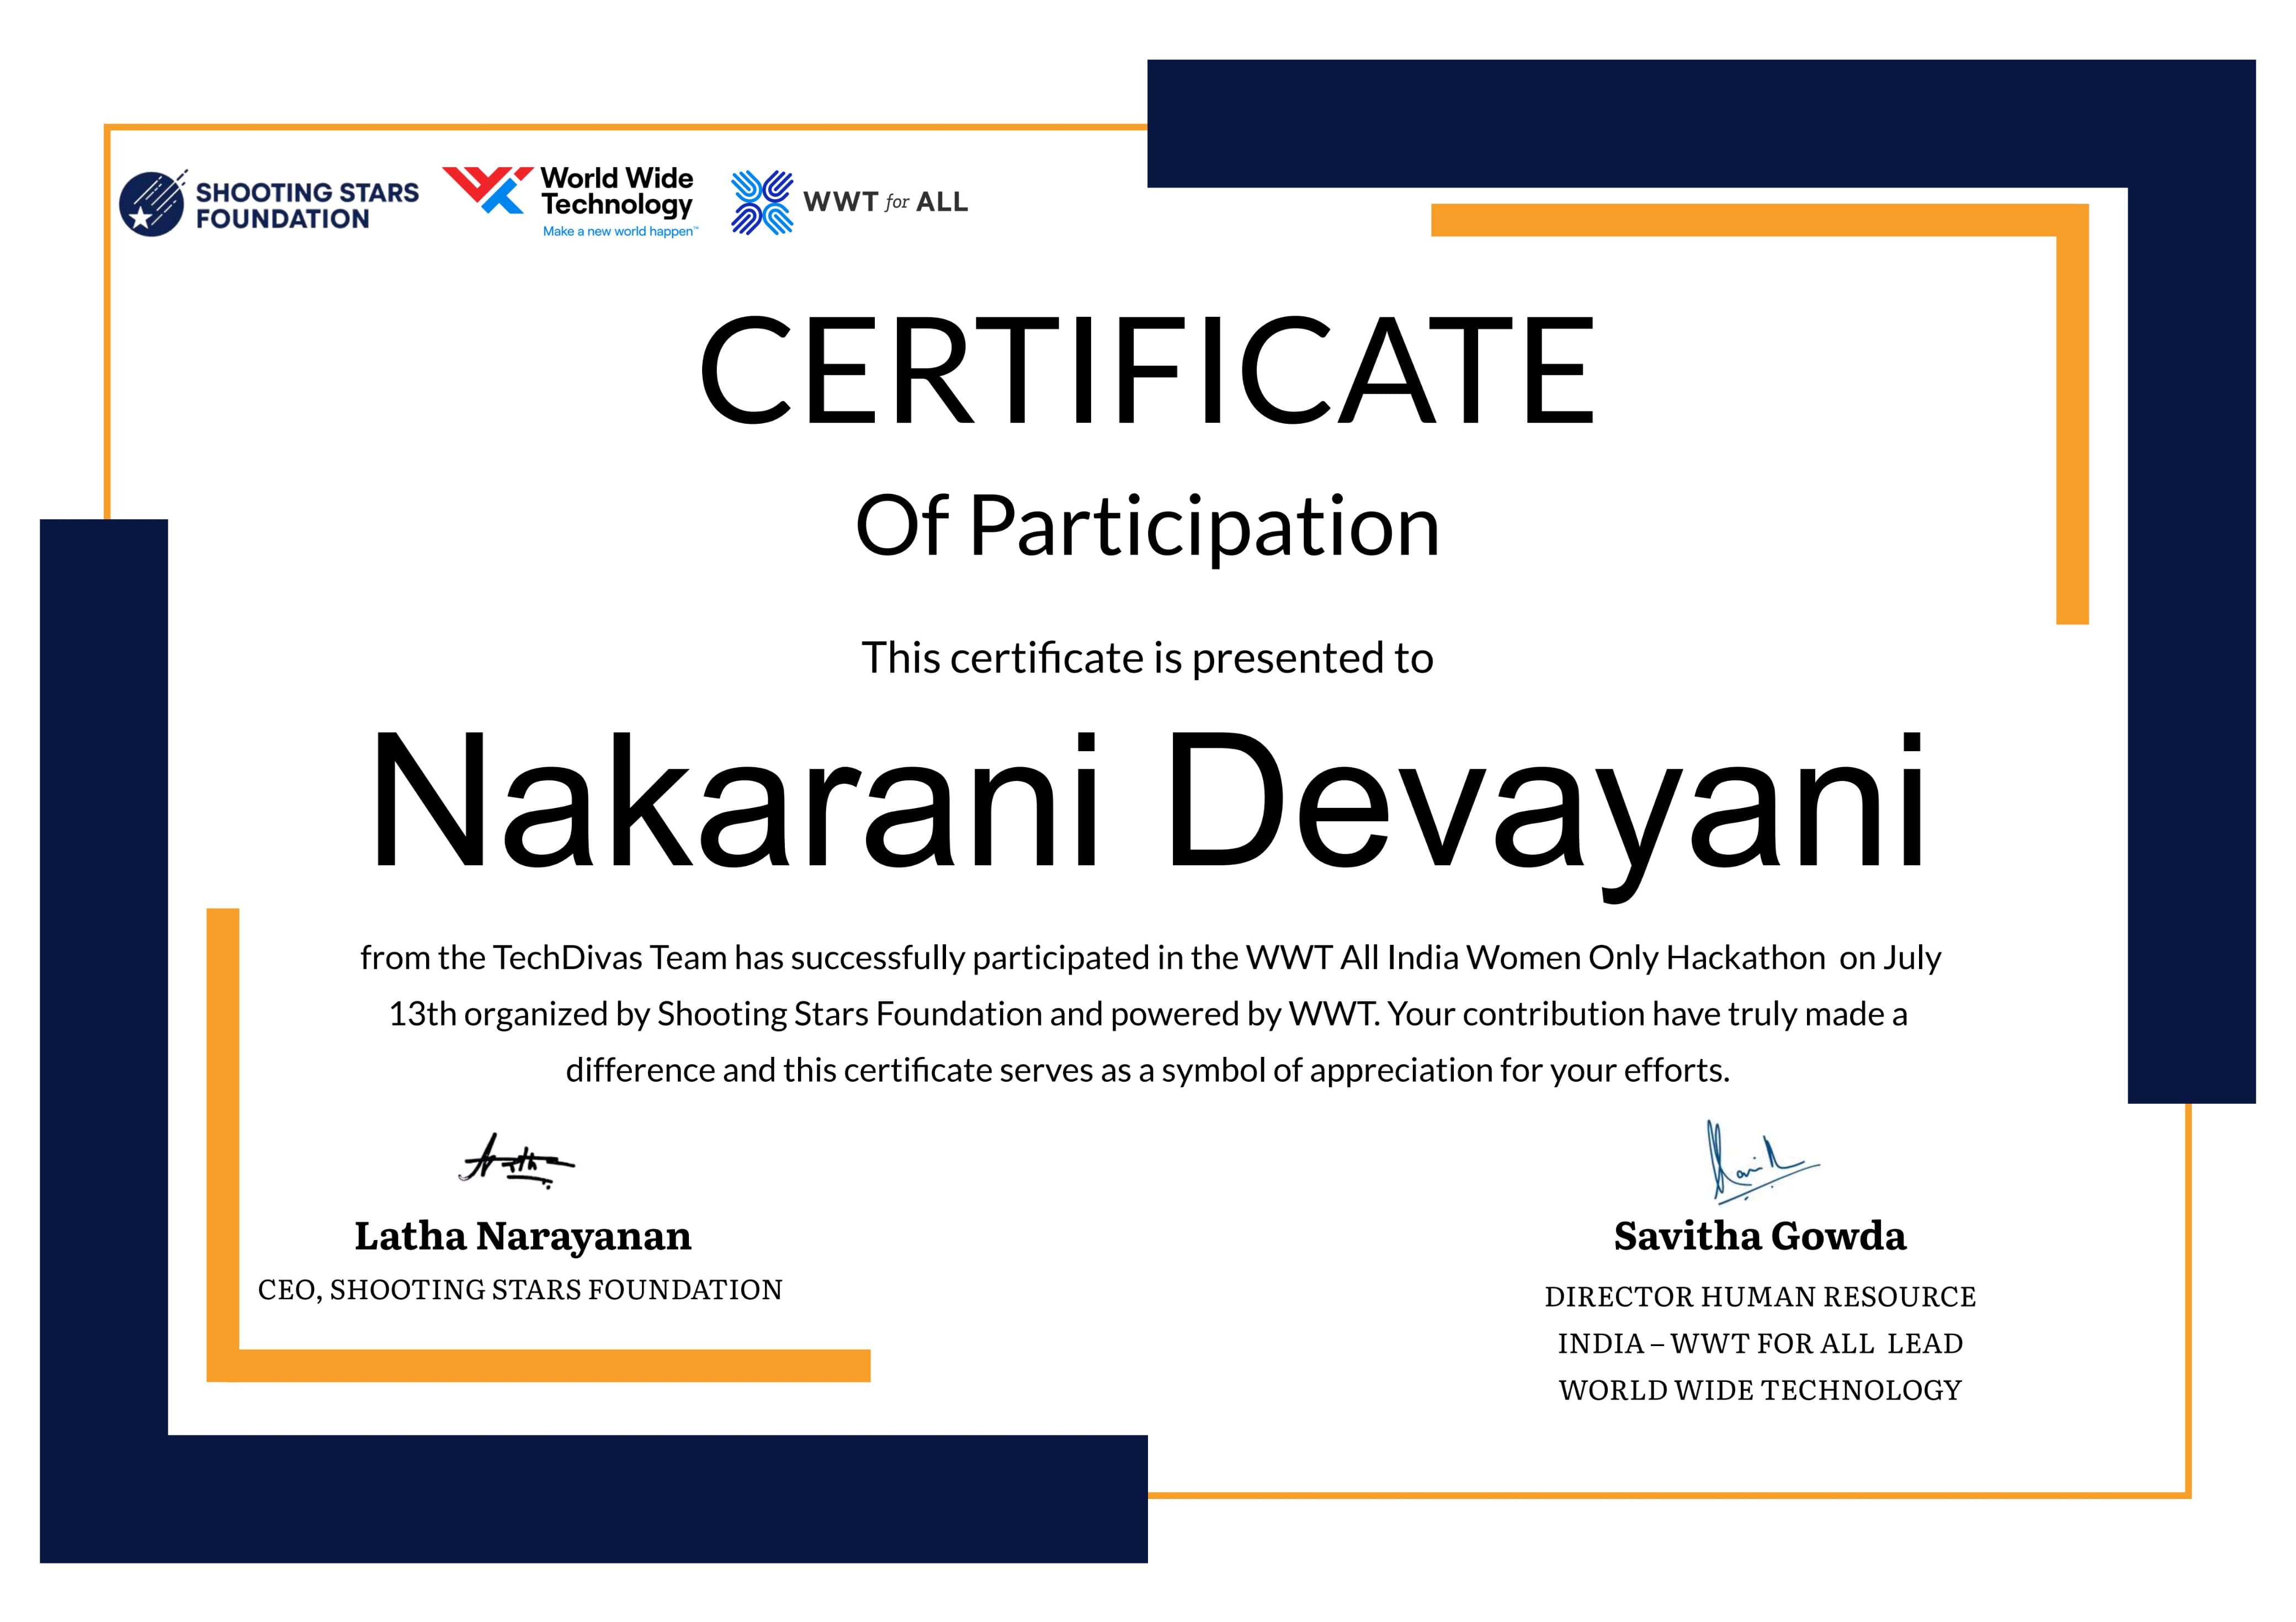 SHOOTING STARS
FOUNDATION
World Wide
Technology
Make a new world happen™
WWT for ALL
CERTIFICATE
Of Participation
This certificate is presented to
Nakarani Devayani
from the TechDivas Team has successfully participated in the WWT All India Women Only Hackathon on July
13th organized by Shooting Stars Foundation and powered by WWT. Your contribution have truly made a
difference and this certificate serves as a symbol of appreciation for your efforts.
Latha Narayanan
CEO, SHOOTING STARS FOUNDATION
Savitha Gowda
DIRECTOR HUMAN RESOURCE
INDIA – WWT FOR ALL LEAD
WORLD WIDE TECHNOLOGY